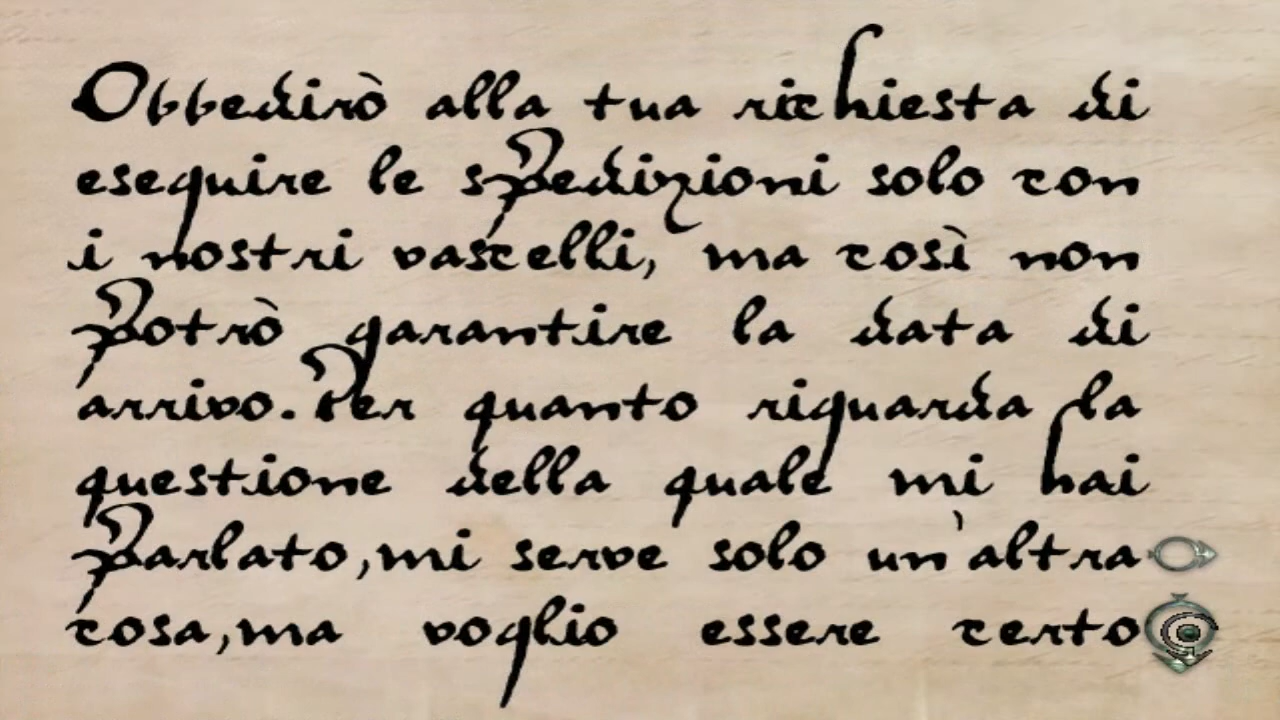 Obbedirò alla tua richiesta di
eseguire le spedizioni solo con
i nostri vascelli, ma così non
potrò garantire la data di
arrivo. Per quanto riguarda la
questione della quale mi hai
parlato, mi serve solo un'altra
cosa, ma voglio essere certo